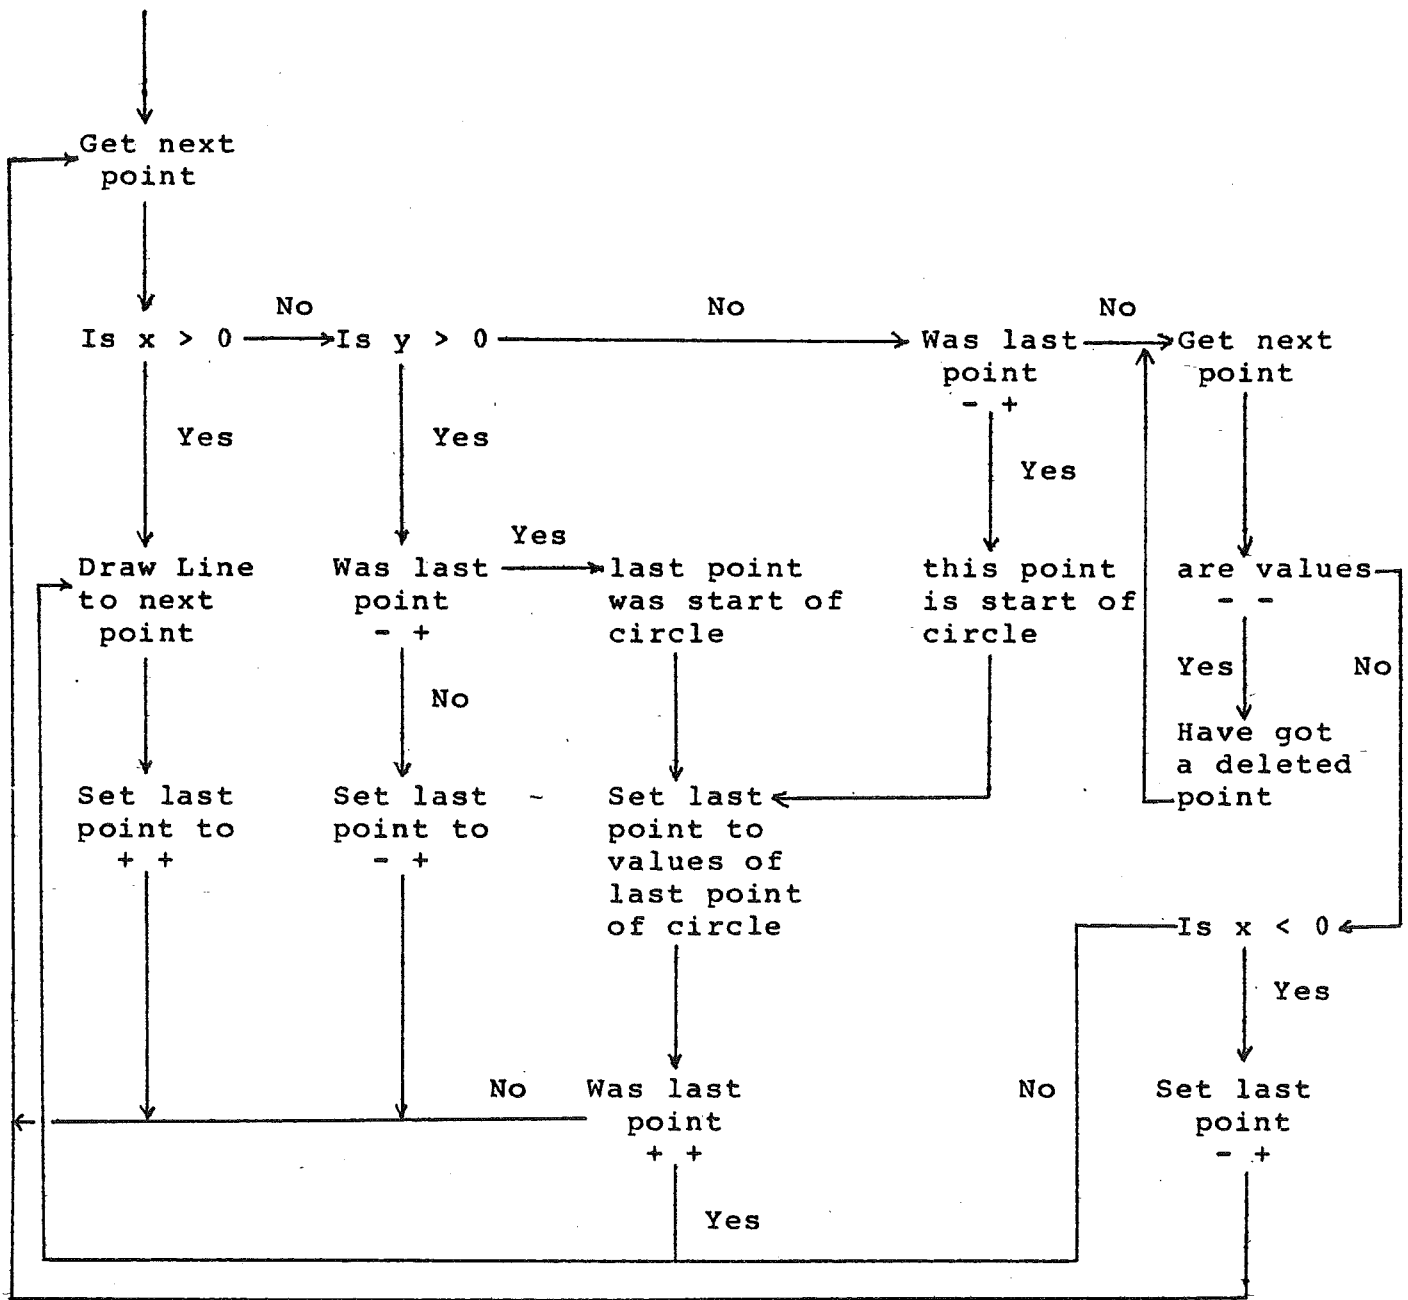 Get next
point
No
No
No
Is x > 0
Is y > 0
Was last
point
- +
Get next
point
Yes
Yes
Yes
Yes
Draw Line
to next
point
Was last
point
- +
last point
was start of
circle
this point
is start of
circle
are values
- -
No
Yes
No
Have got
a deleted
point
Set last
point to
+ +
Set last
point to
- +
Set last
point to
values of
last point
of circle
Is x < 0
Yes
No
Was last
point
+ +
No
Set last
point
- +
Yes